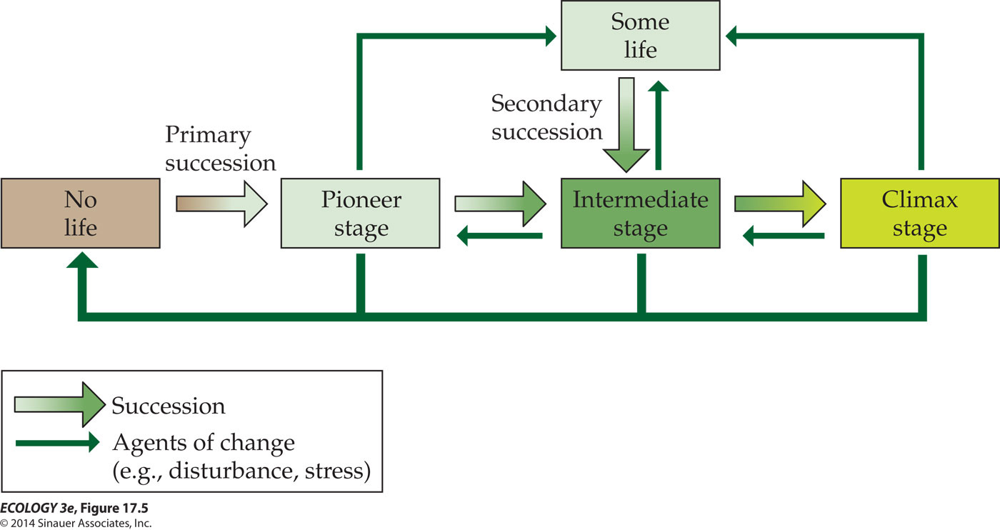 Some
life
Secondary
succession
Primary
succession
No
life
Pioneer
stage
Intermediate
stage
Climax
stage
Succession
Agents of change
(e.g., disturbance, stress)
ECOLOGY 3e, Figure 17.5
© 2014 Sinauer Associates, Inc.